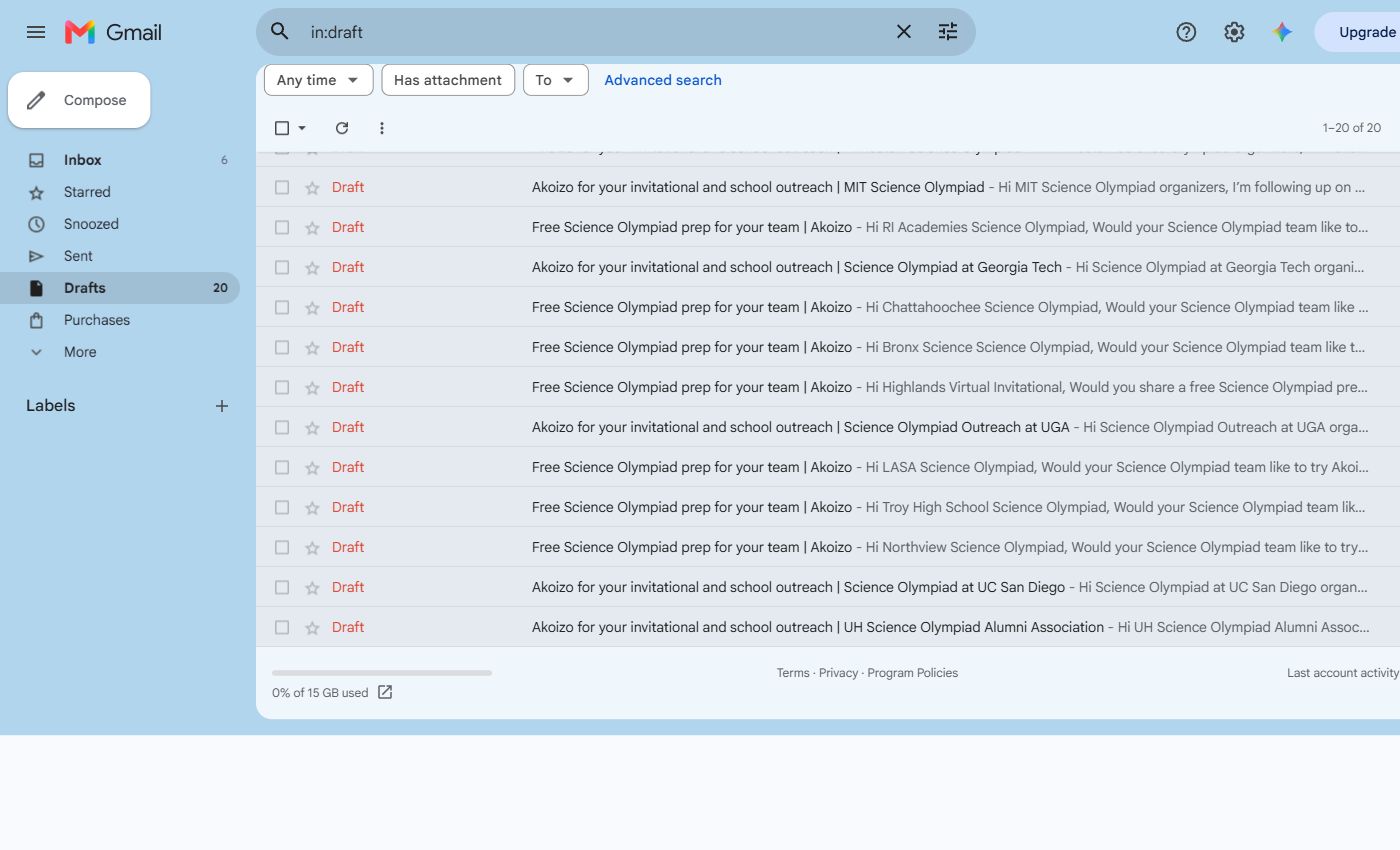 Gmail
in:draft
Upgrade
Compose
Any time
Has attachment
To
Advanced search
1–20 of 20
Inbox 6
Starred
Snoozed
Sent
Drafts 20
Purchases
More
Labels
Draft Akoizo for your invitational and school outreach | MIT Science Olympiad - Hi MIT Science Olympiad organizers, I’m following up on ...
Draft Free Science Olympiad prep for your team | Akoizo - Hi RI Academies Science Olympiad, Would your Science Olympiad team like to...
Draft Akoizo for your invitational and school outreach | Science Olympiad at Georgia Tech - Hi Science Olympiad at Georgia Tech organi...
Draft Free Science Olympiad prep for your team | Akoizo - Hi Chattahoochee Science Olympiad, Would your Science Olympiad team like ...
Draft Free Science Olympiad prep for your team | Akoizo - Hi Bronx Science Science Olympiad, Would your Science Olympiad team like t...
Draft Free Science Olympiad prep for your team | Akoizo - Hi Highlands Virtual Invitational, Would you share a free Science Olympiad pre...
Draft Akoizo for your invitational and school outreach | Science Olympiad Outreach at UGA - Hi Science Olympiad Outreach at UGA orga...
Draft Free Science Olympiad prep for your team | Akoizo - Hi LASA Science Olympiad, Would your Science Olympiad team like to try Akoi...
Draft Free Science Olympiad prep for your team | Akoizo - Hi Troy High School Science Olympiad, Would your Science Olympiad team lik...
Draft Free Science Olympiad prep for your team | Akoizo - Hi Northview Science Olympiad, Would your Science Olympiad team like to try...
Draft Akoizo for your invitational and school outreach | Science Olympiad at UC San Diego - Hi Science Olympiad at UC San Diego organ...
Draft Akoizo for your invitational and school outreach | UH Science Olympiad Alumni Association - Hi UH Science Olympiad Alumni Assoc...
Terms · Privacy · Program Policies
Last account activity
0% of 15 GB used